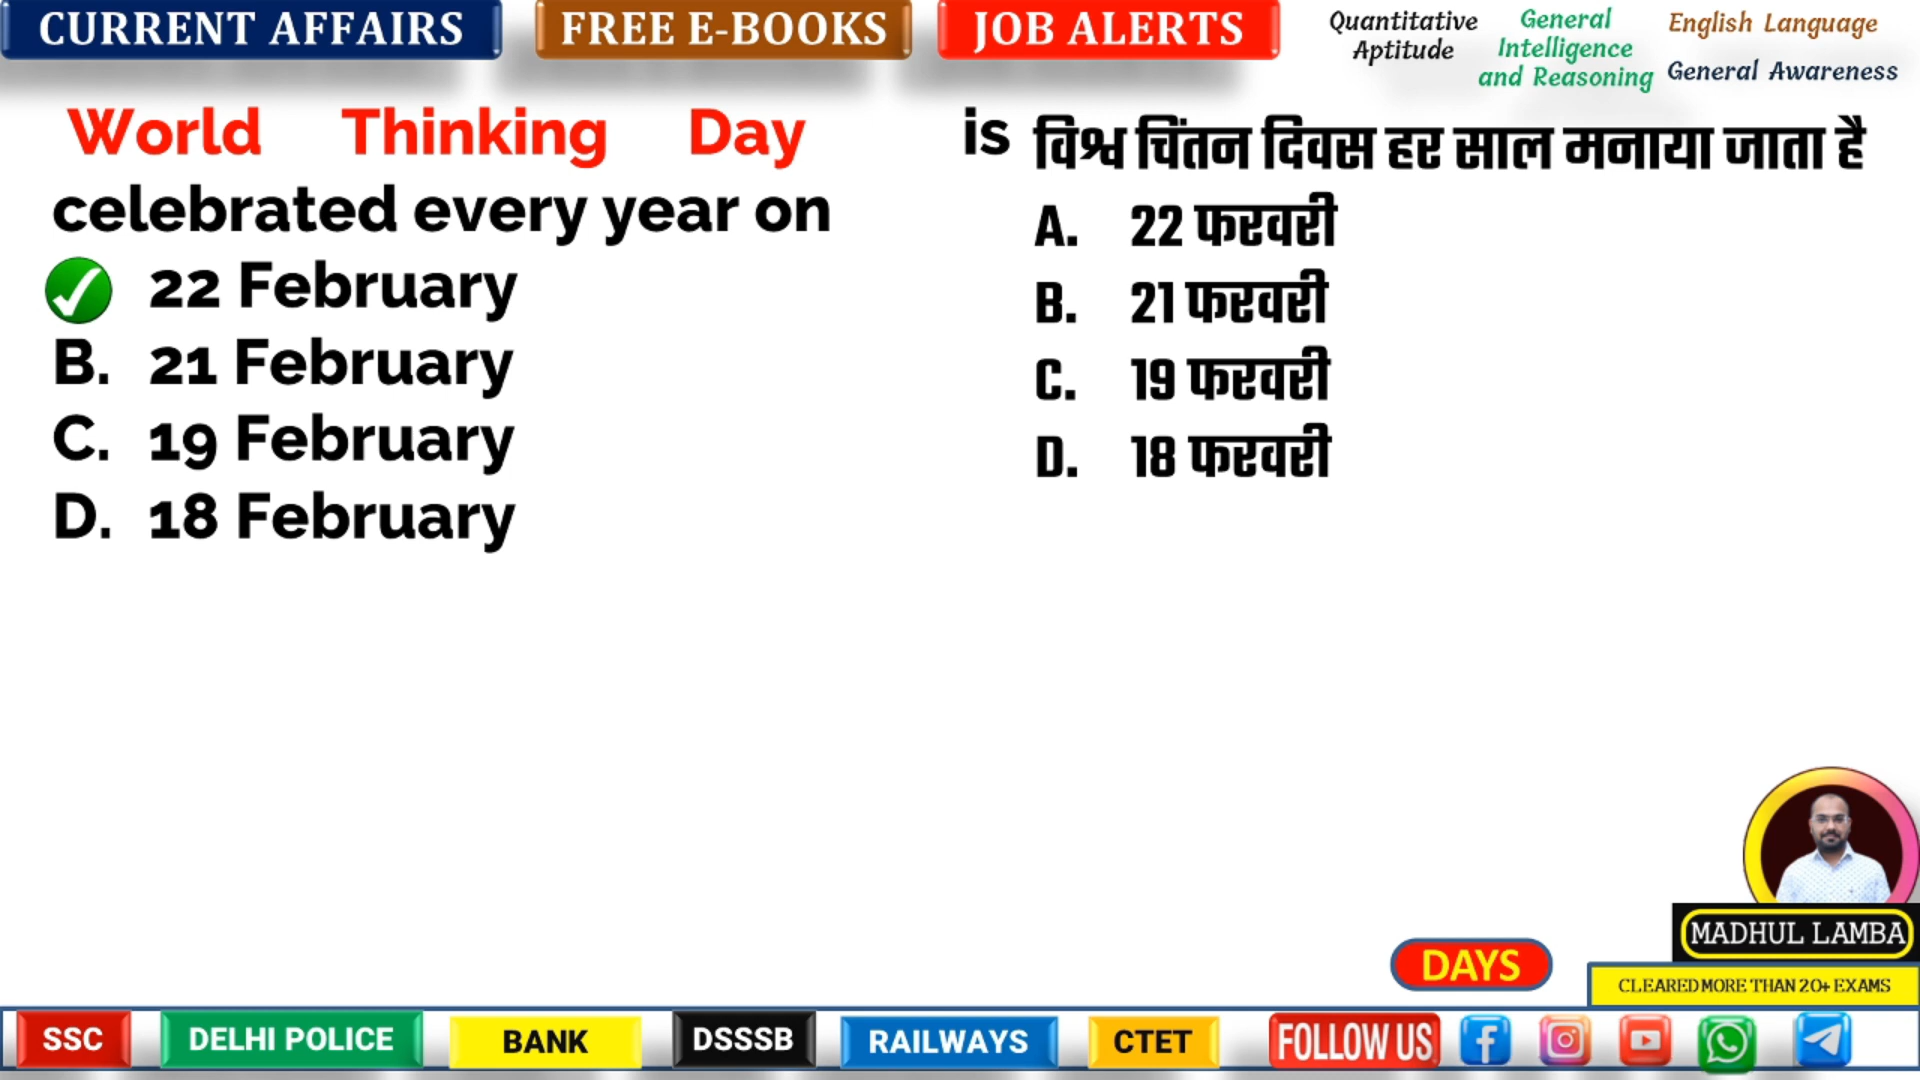 CURRENT AFFAIRS
FREE E-BOOKS
JOB ALERTS
Quantitative
Aptitude
General
Intelligence
and Reasoning
English Language
General Awareness
World Thinking Day is
celebrated every year on
22 February
B. 21 February
C. 19 February
D. 18 February
विश्व चिंतन दिवस हर साल मनाया जाता है
A. 22 फरवरी
B. 21 फरवरी
C. 19 फरवरी
D. 18 फरवरी
MADHUL LAMBA
DAYS
CLEARED MORE THAN 20+ EXAMS
SSC
DELHI POLICE
BANK
DSSSB
RAILWAYS
CTET
FOLLOW US